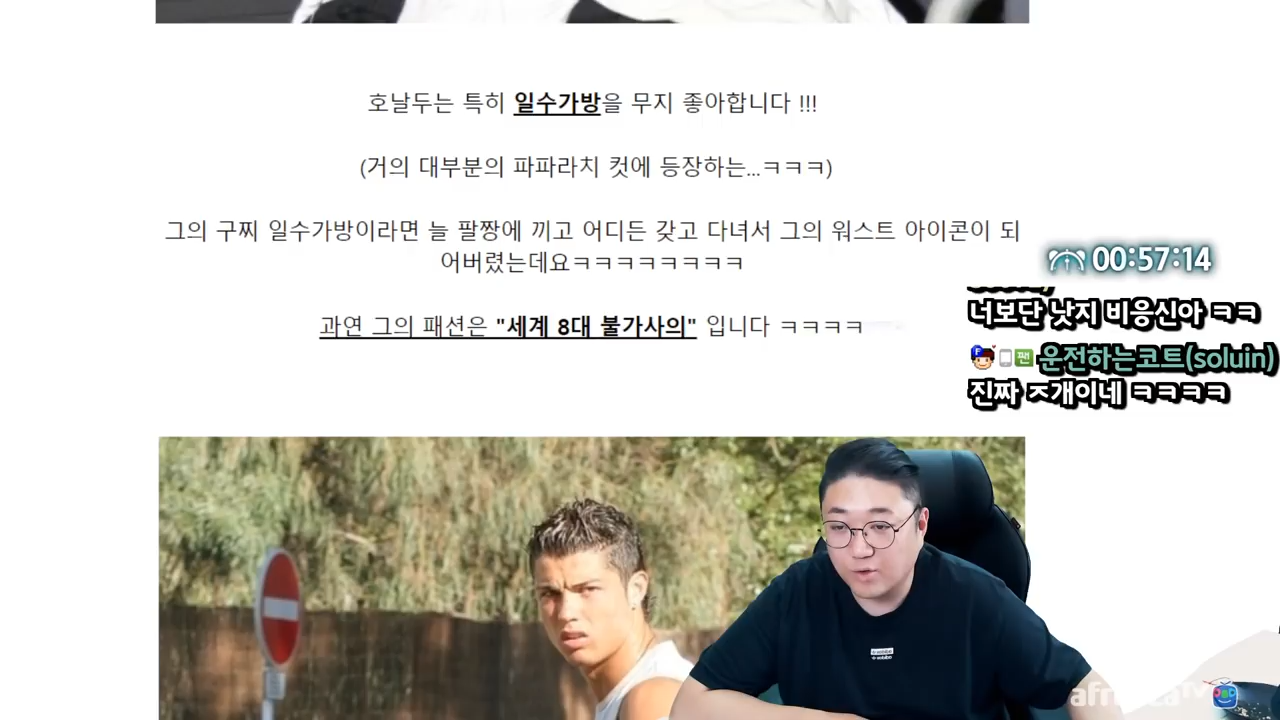 호날두는 특히 일수가방을 무지 좋아합니다 !!!
(거의 대부분의 파파라치 컷에 등장하는...ㅋㅋㅋ)
그의 구찌 일수가방이라면 늘 팔짱에 끼고 어디든 갖고 다녀서 그의 워스트 아이콘이 되
어버렸는데요ㅋㅋㅋㅋㅋㅋㅋㅋ
과연 그의 패션은 "세계 8대 불가사의" 입니다 ㅋㅋㅋㅋ
00:57:14
너보단 낫지 비응신아 ㅋㅋ
F 팬 운전하는코트(soluin)
진짜 ㅈ개이네 ㅋㅋㅋㅋ